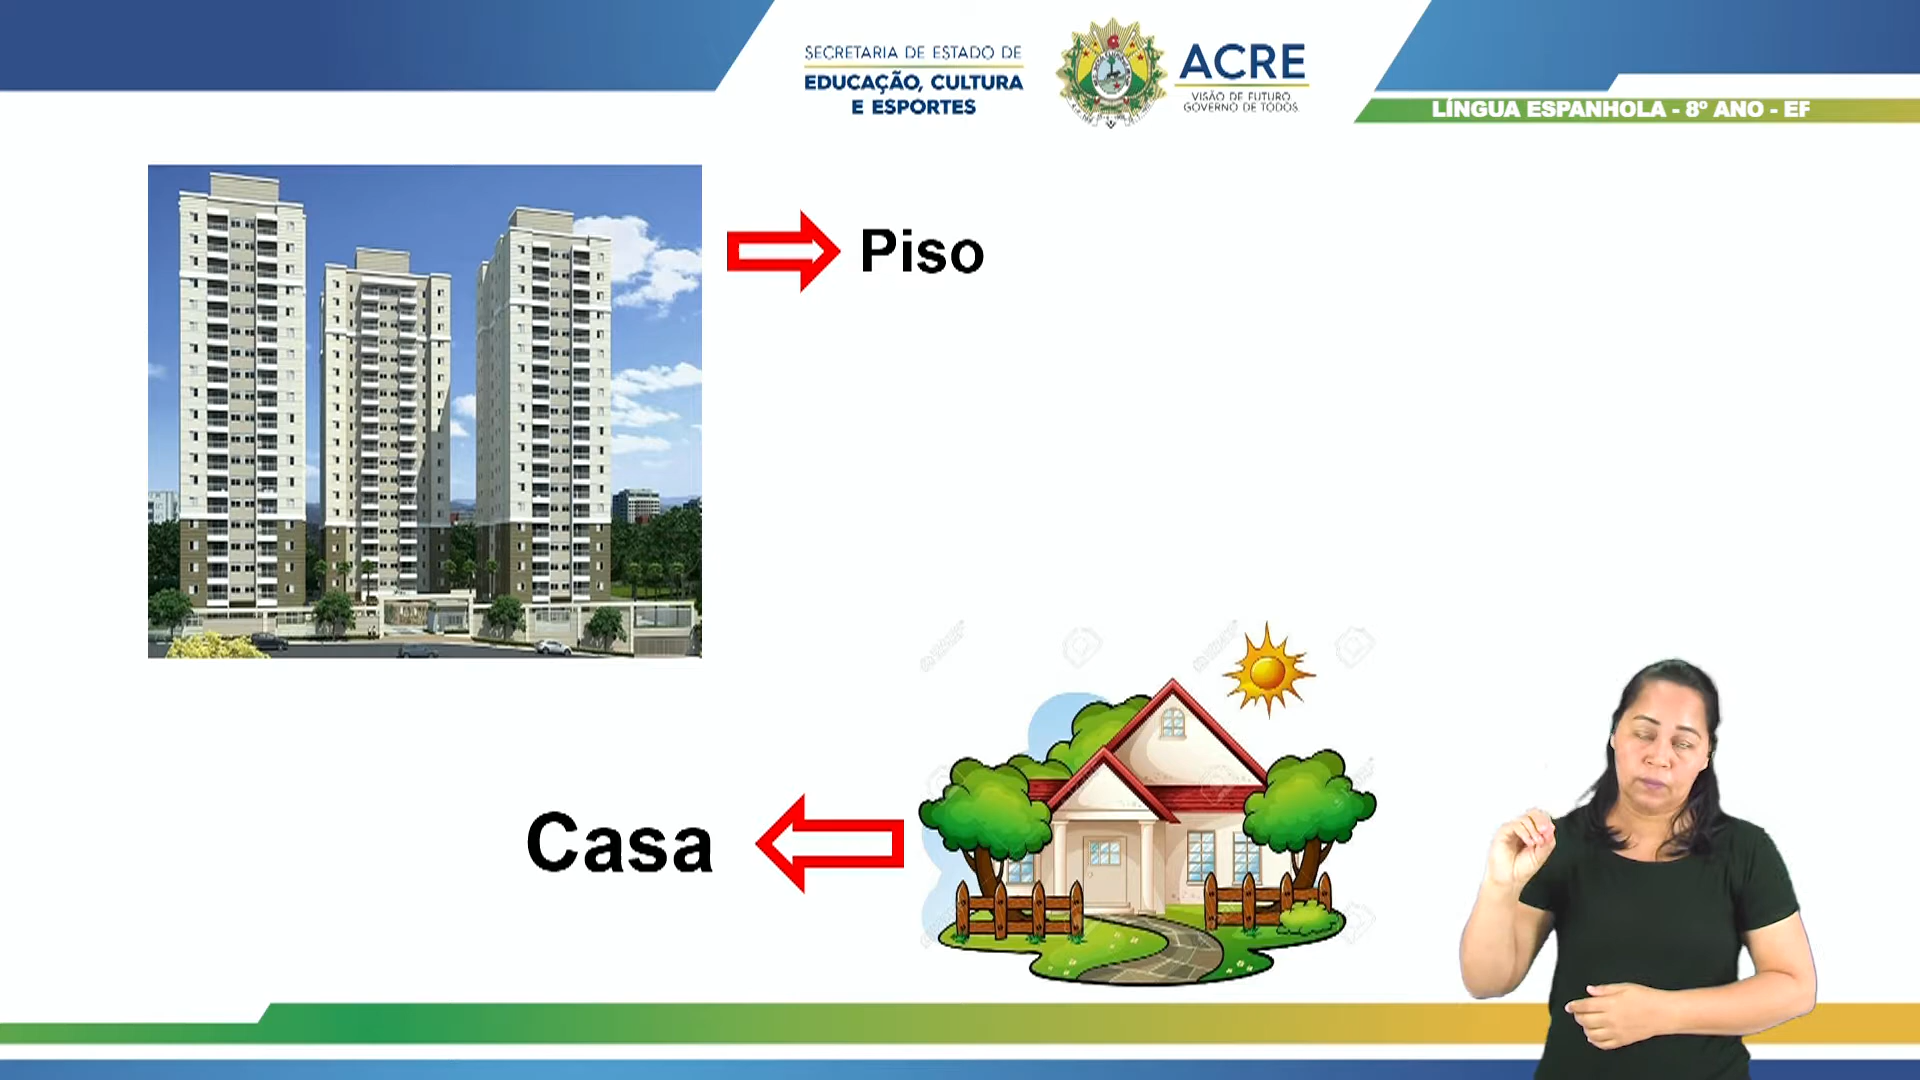 SECRETARIA DE ESTADO DE
EDUCAÇÃO, CULTURA
E ESPORTES
ACRE
VISÃO DE FUTURO
GOVERNO DE TODOS
LÍNGUA ESPANHOLA - 8º ANO - EF
Piso
Casa